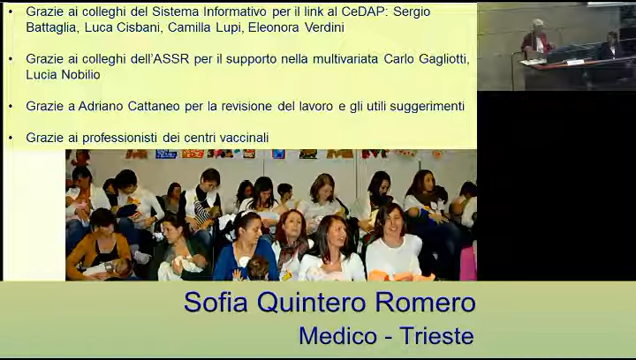 Grazie ai colleghi del Sistema Informativo per il link al CeDAP: Sergio
Battaglia, Luca Cisbani, Camilla Lupi, Eleonora Verdini
Grazie ai colleghi dell'ASSR per il supporto nella multivariata Carlo Gagliotti,
Lucia Nobilio
Grazie a Adriano Cattaneo per la revisione del lavoro e gli utili suggerimenti
Grazie ai professionisti dei centri vaccinali
Sofia Quintero Romero
Medico - Trieste